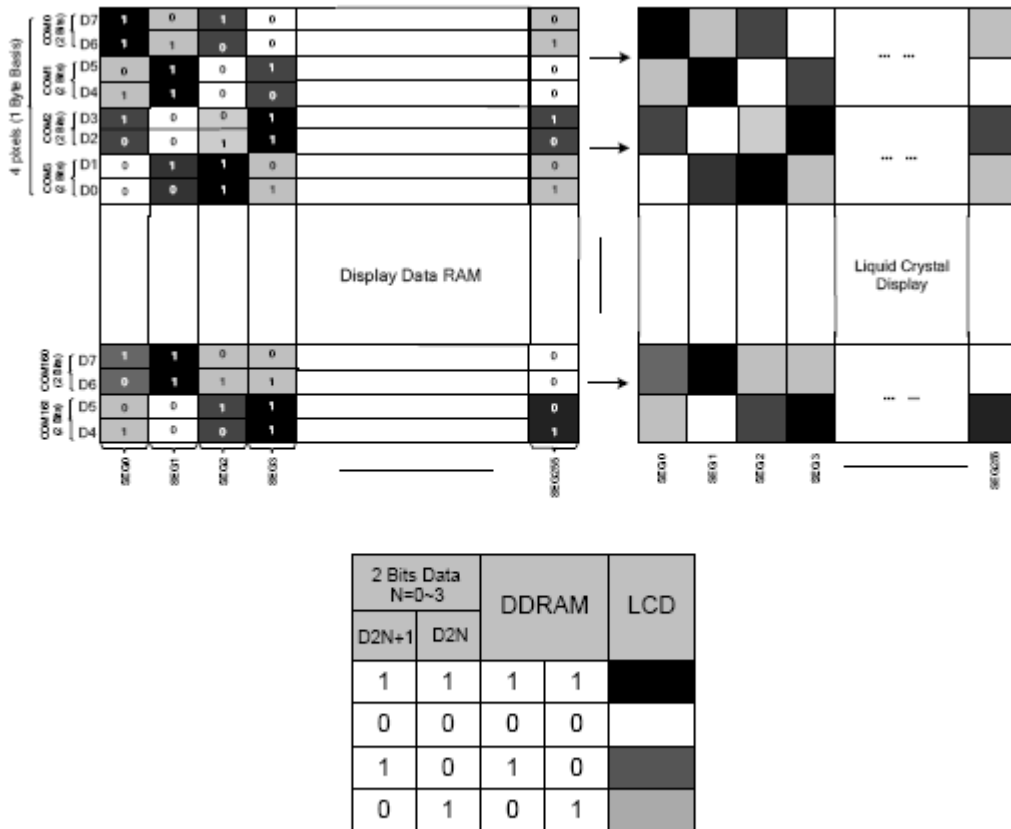 4 pixels (1 Byte Basis)
COM0 (2 Bits) D7 1 0 1 0 0
D6 1 1 0 0 1
COM1 (2 Bits) D5 0 1 0 1 0
D4 1 1 0 0 0
COM2 (2 Bits) D3 1 0 0 1 1
D2 0 0 1 1 0
(2 Bits) D1 0 1 1 0 0
D0 0 0 1 1 1
... ...
... ...
Display Data RAM
Liquid Crystal
Display
COM160 (2 Bits) D7 1 1 0 0 0
D6 0 1 1 1 0
COM161 (2 Bits) D5 0 0 1 1 0
D4 1 0 0 1 1
... ...
SEG0 SEG1 SEG2 SEG3 SEG255
SEG0 SEG1 SEG2 SEG3 SEG255
2 Bits Data
N=0~3
DDRAM LCD
D2N+1 D2N
1 1 1 1
0 0 0 0
1 0 1 0
0 1 0 1